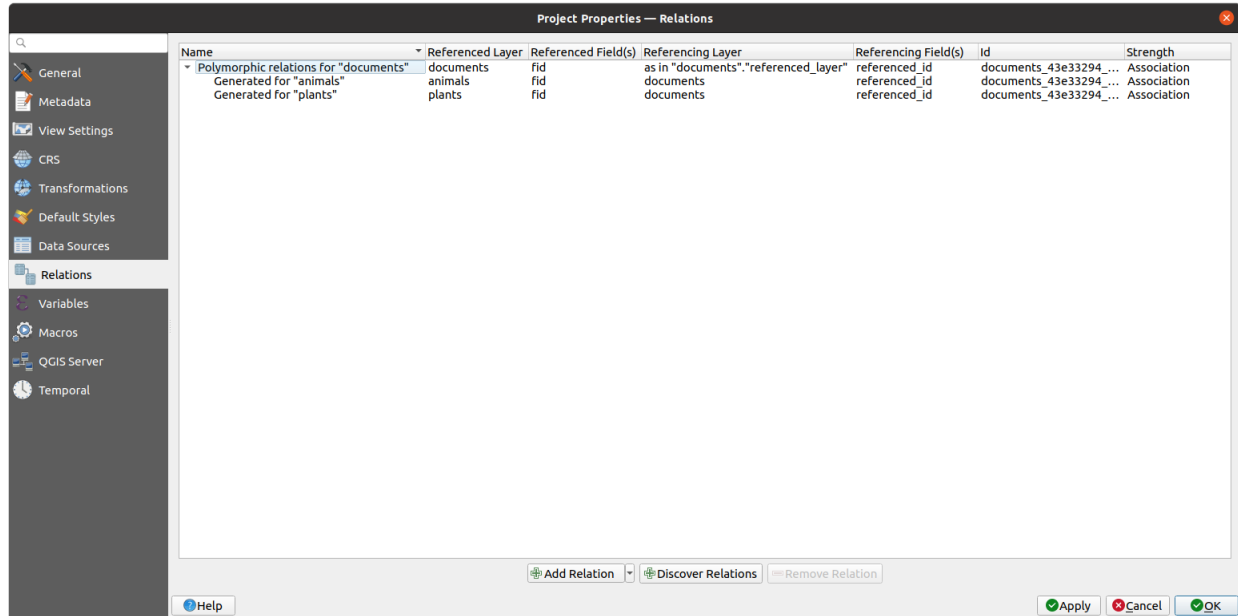 Project Properties — Relations
Name Referenced Layer Referenced Field(s) Referencing Layer Referencing Field(s) Id Strength
Polymorphic relations for "documents" documents fid as in "documents"."referenced_layer" referenced_id documents_43e33294_... Association
Generated for "animals" animals fid documents referenced_id documents_43e33294_... Association
Generated for "plants" plants fid documents referenced_id documents_43e33294_... Association
General
Metadata
View Settings
CRS
Transformations
Default Styles
Data Sources
Relations
Variables
Macros
QGIS Server
Temporal
Add Relation Discover Relations Remove Relation
Help Apply Cancel OK